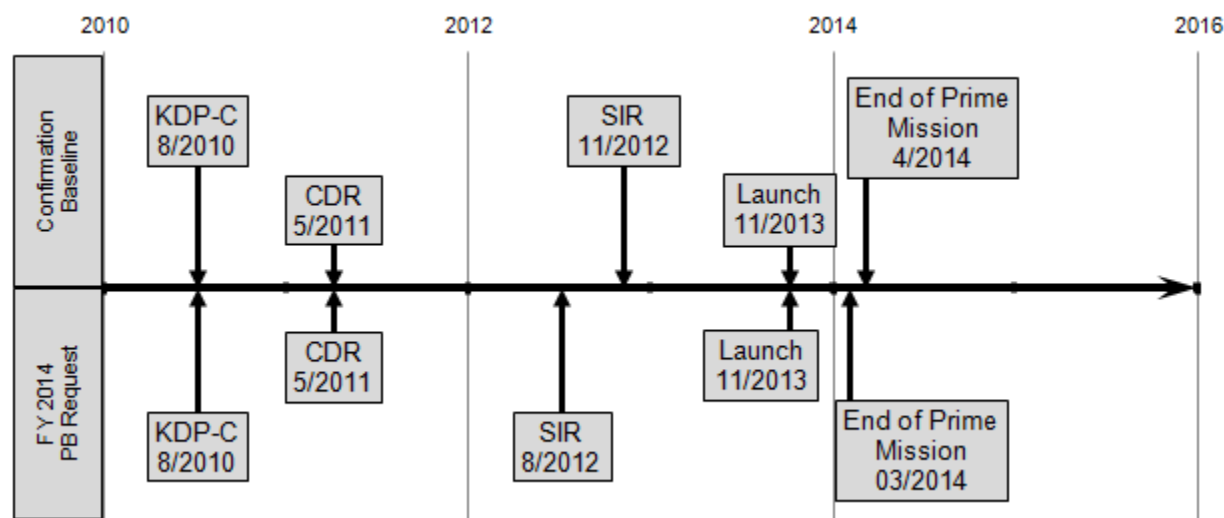 2010
2012
2014
2016
Confirmation
Baseline
KDP-C
8/2010
CDR
5/2011
SIR
11/2012
Launch
11/2013
End of Prime
Mission
4/2014
FY 2014
PB Request
KDP-C
8/2010
CDR
5/2011
SIR
8/2012
Launch
11/2013
End of Prime
Mission
03/2014